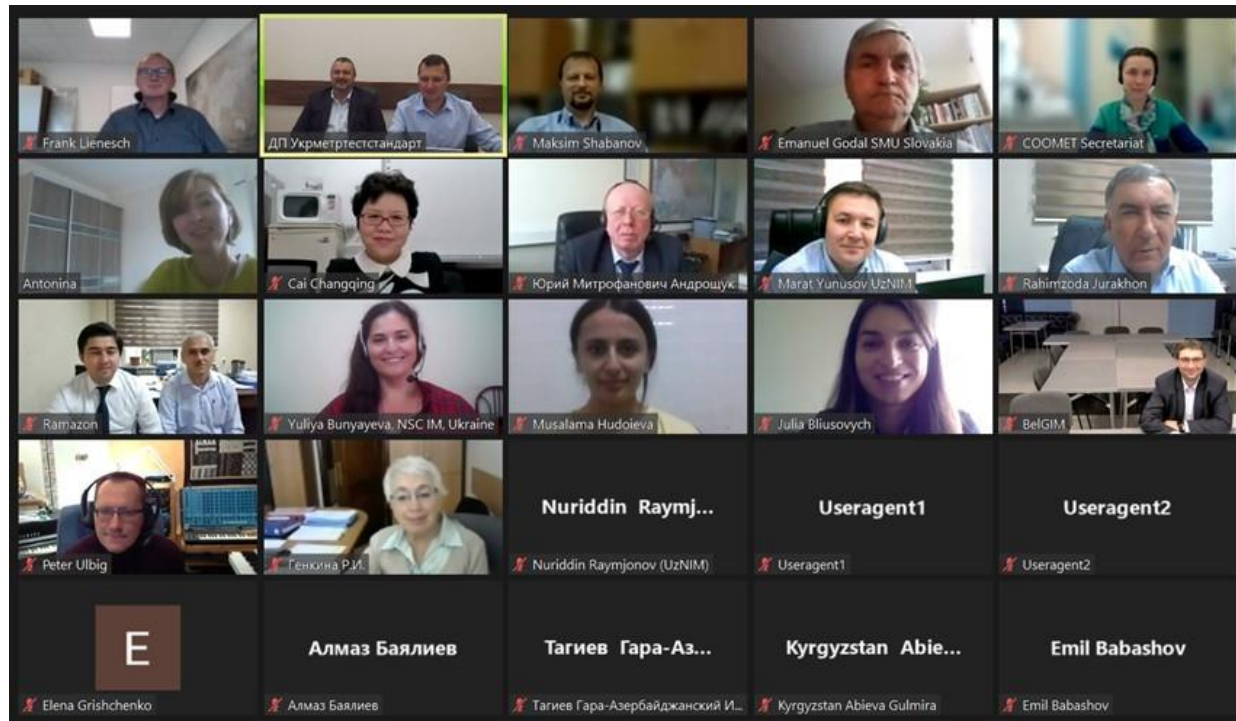 Frank Lienesch
ДП Укрметртестстандарт
Maksim Shabanov
Emanuel Godal SMU Slovakia
COOMET Secretariat
Antonina
Cai Changqing
Юрий Митрофанович Андрощук
Marat Yunusov UzNIM
Rahimzoda Jurakhon
Ramazon
Yuliya Bunyayeva, NSC IM, Ukraine
Musalama Hudoieva
Julia Bliusovych
BelGIM
Peter Ulbig
Генкина Р.И.
Nuriddin Raymj...
Nuriddin Raymjonov (UzNIM)
Useragent1
Useragent1
Useragent2
Useragent2
E
Elena Grishchenko
Алмаз Баялиев
Алмаз Баялиев
Тагиев Гара-Аз...
Тагиев Гара-Азербайджанский И...
Kyrgyzstan Abie...
Kyrgyzstan Abieva Gulmira
Emil Babashov
Emil Babashov